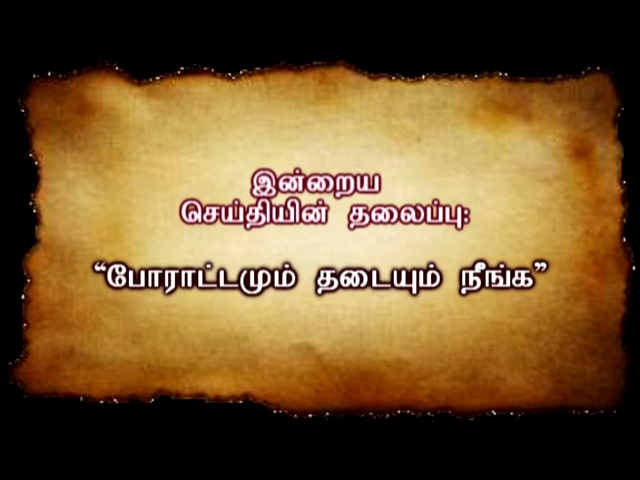 இன்றைய
செய்தியின் தலைப்பு:
“போராட்டமும் தடையும் நீங்க”